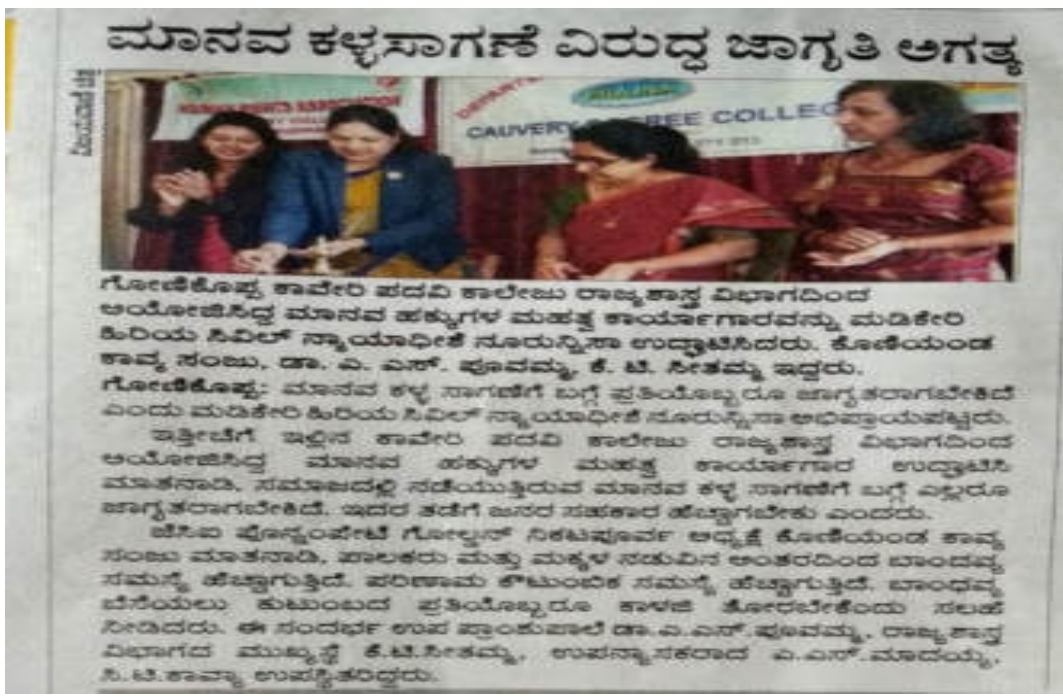 ಮಾನವ ಕಳ್ಳಸಾಗಣೆ ವಿರುದ್ಧ ಜಾಗೃತಿ ಅಗತ್ಯ
HUMAN RIGHTS ASSOCIATION
CAUVERY DEGREE COLLEGE
ಗೋಣಿಕೊಪ್ಪ ಕಾವೇರಿ ಪದವಿ ಕಾಲೇಜು ರಾಜ್ಯಶಾಸ್ತ್ರ ವಿಭಾಗದಿಂದ
ಆಯೋಜಿಸಿದ್ದ ಮಾನವ ಹಕ್ಕುಗಳ ಮಹತ್ವ ಕಾರ್ಯಾಗಾರವನ್ನು ಮಡಿಕೇರಿ
ಹಿರಿಯ ಸಿವಿಲ್ ನ್ಯಾಯಾಧೀಶೆ ನೂರುನ್ನಿಸಾ ಉದ್ಘಾಟಿಸಿದರು. ಕೊಣಿಯಂಡ
ಕಾವ್ಯ ಸಂಜು, ಡಾ. ಎ. ಎಸ್. ಪೂವಮ್ಮ, ಕೆ. ಟಿ. ಸೀತಮ್ಮ ಇದ್ದರು.
ಗೋಣಿಕೊಪ್ಪ: ಮಾನವ ಕಳ್ಳ ಸಾಗಣೆಗೆ ಬಗ್ಗೆ ಪ್ರತಿಯೊಬ್ಬರೂ ಜಾಗೃತರಾಗಬೇಕಿದೆ
ಎಂದು ಮಡಿಕೇರಿ ಹಿರಿಯ ಸಿವಿಲ್ ನ್ಯಾಯಾಧೀಶೆ ನೂರುನ್ನಿಸಾ ಅಭಿಪ್ರಾಯಪಟ್ಟರು.
ಇತ್ತೀಚೆಗೆ ಇಲ್ಲಿನ ಕಾವೇರಿ ಪದವಿ ಕಾಲೇಜು ರಾಜ್ಯಶಾಸ್ತ್ರ ವಿಭಾಗದಿಂದ
ಆಯೋಜಿಸಿದ್ದ ಮಾನವ ಹಕ್ಕುಗಳ ಮಹತ್ವ ಕಾರ್ಯಾಗಾರ ಉದ್ಘಾಟಿಸಿ
ಮಾತನಾಡಿ, ಸಮಾಜದಲ್ಲಿ ನಡೆಯುತ್ತಿರುವ ಮಾನವ ಕಳ್ಳ ಸಾಗಣೆಗೆ ಬಗ್ಗೆ ಎಲ್ಲರೂ
ಜಾಗೃತರಾಗಬೇಕಿದೆ. ಇದರ ತಡೆಗೆ ಜನರ ಸಹಕಾರ ಹೆಚ್ಚಾಗಬೇಕು ಎಂದರು.
ಜೆಸಿಐ ಪೊನ್ನಂಪೇಟೆ ಗೋಲ್ಡನ್ ನಿಕಟಪೂರ್ವ ಅಧ್ಯಕ್ಷೆ ಕೊಣಿಯಂಡ ಕಾವ್ಯ
ಸಂಜು ಮಾತನಾಡಿ, ಪಾಲಕರು ಮತ್ತು ಮಕ್ಕಳ ನಡುವಿನ ಅಂತರದಿಂದ ಬಾಂದವ್ಯ
ಸಮಸ್ಯೆ ಹೆಚ್ಚಾಗುತ್ತಿದೆ. ಪರಿಣಾಮ ಕೌಟುಂಬಿಕ ಸಮಸ್ಯೆ ಹೆಚ್ಚಾಗುತ್ತಿದೆ. ಬಾಂಧವ್ಯ
ಬೆಸೆಯಲು ಕುಟುಂಬದ ಪ್ರತಿಯೊಬ್ಬರೂ ಕಾಳಜಿ ತೋರಬೇಕೆಂದು ಸಲಹೆ
ನೀಡಿದರು. ಈ ಸಂದರ್ಭ ಉಪ ಪ್ರಾಂಶುಪಾಲೆ ಡಾ.ಎ.ಎಸ್.ಪೂವಮ್ಮ, ರಾಜ್ಯಶಾಸ್ತ್ರ
ವಿಭಾಗದ ಮುಖ್ಯಸ್ಥೆ ಕೆ.ಟಿ.ಸೀತಮ್ಮ, ಉಪನ್ಯಾಸಕರಾದ ಎ.ಎಸ್.ಮಾದಯ್ಯ,
ಸಿ.ಟಿ.ಕಾವ್ಯಾ ಉಪಸ್ಥಿತರಿದ್ದರು.